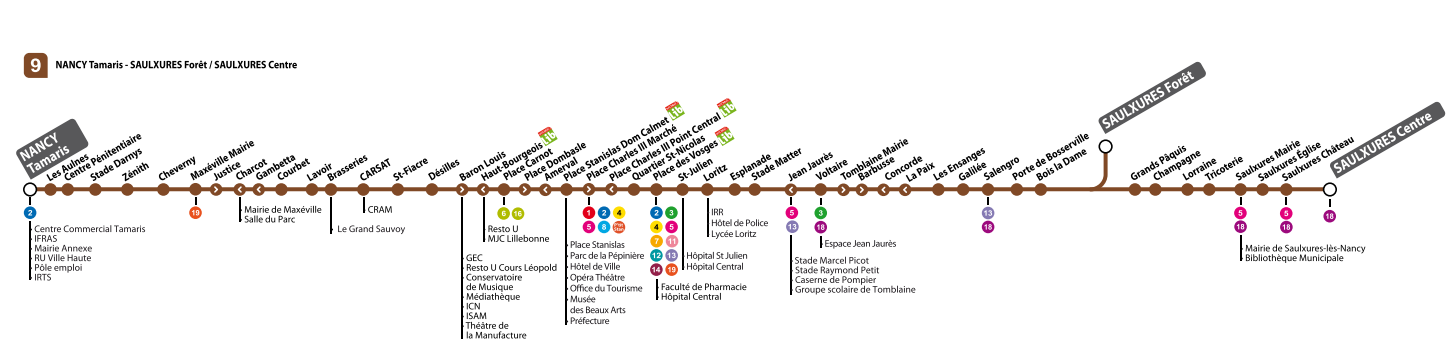 9 NANCY Tamaris - SAULXURES Forêt / SAULXURES Centre
NANCY
Tamaris
Les Aulnes
Centre Pénitentiaire
Stade Darnys
Zénith
Cheverny
Maxéville Mairie
Justice
Charcot
Gambetta
Courbet
Lavoir
Brasseries
CARSAT
St-Fiacre
Désilles
Baron Louis
Haut-Bourgeois
Place Carnot
Place Dombasle
Amerval
Place Stanislas Dom Calmet
Place Charles III Marché
Place Charles III Point Central
Quartier St-Nicolas
Place des Vosges
St-Julien
Loritz
Esplanade
Stade Matter
Jean Jaurès
Voltaire
Tomblaine Mairie
Barbusse
Concorde
La Paix
Les Ensanges
Galilée
Salengro
Porte de Bosserville
Bois la Dame
SAULXURES Forêt
Grands Pâquis
Champagne
Lorraine
Tricoterie
Saulxures Mairie
Saulxures Eglise
Saulxures Château
SAULXURES Centre
Lib
Lib
Lib
Lib
2
Centre Commercial Tamaris
IFRAS
Mairie Annexe
RU Ville Haute
Pôle emploi
IRTS
19
Mairie de Maxéville
Salle du Parc
Le Grand Sauvoy
CRAM
GEC
Resto U Cours Léopold
Conservatoire
de Musique
Médiathèque
ICN
ISAM
Théâtre de
la Manufacture
Resto U
MJC Lillebonne
6 16
Place Stanislas
Parc de la Pépinière
Hôtel de Ville
Opéra Théâtre
Office du Tourisme
Musée
des Beaux Arts
Préfecture
1 2 4
5 8
2 3
4 5
7 11
12 13
14 19
Faculté de Pharmacie
Hôpital Central
Hôpital St Julien
Hôpital Central
IRR
Hôtel de Police
Lycée Loritz
5
13
Stade Marcel Picot
Stade Raymond Petit
Caserne de Pompier
Groupe scolaire de Tomblaine
3
18
Espace Jean Jaurès
13
18
5
18
Mairie de Saulxures-lès-Nancy
Bibliothèque Municipale
5
18
18